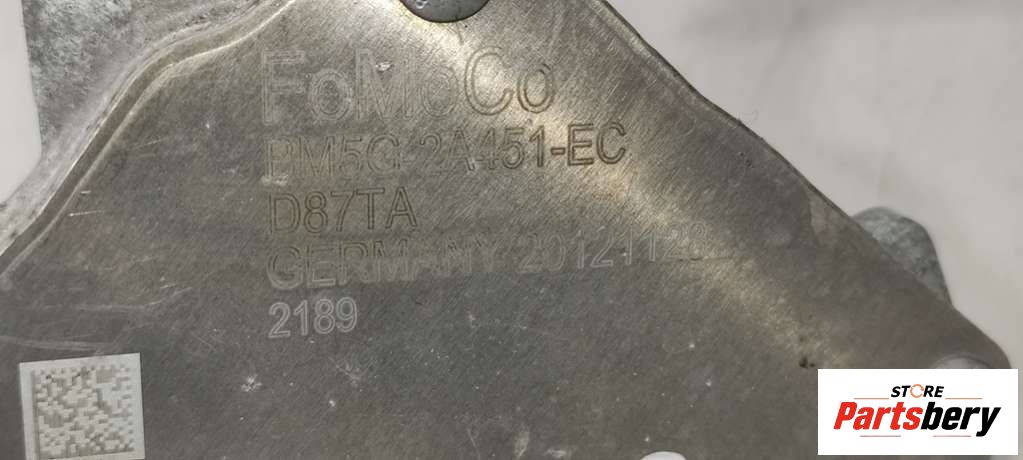 FoMoCo
BM5G-2A451-EC
D87TA
GERMANY 20121128
2189
STORE
Partsbery